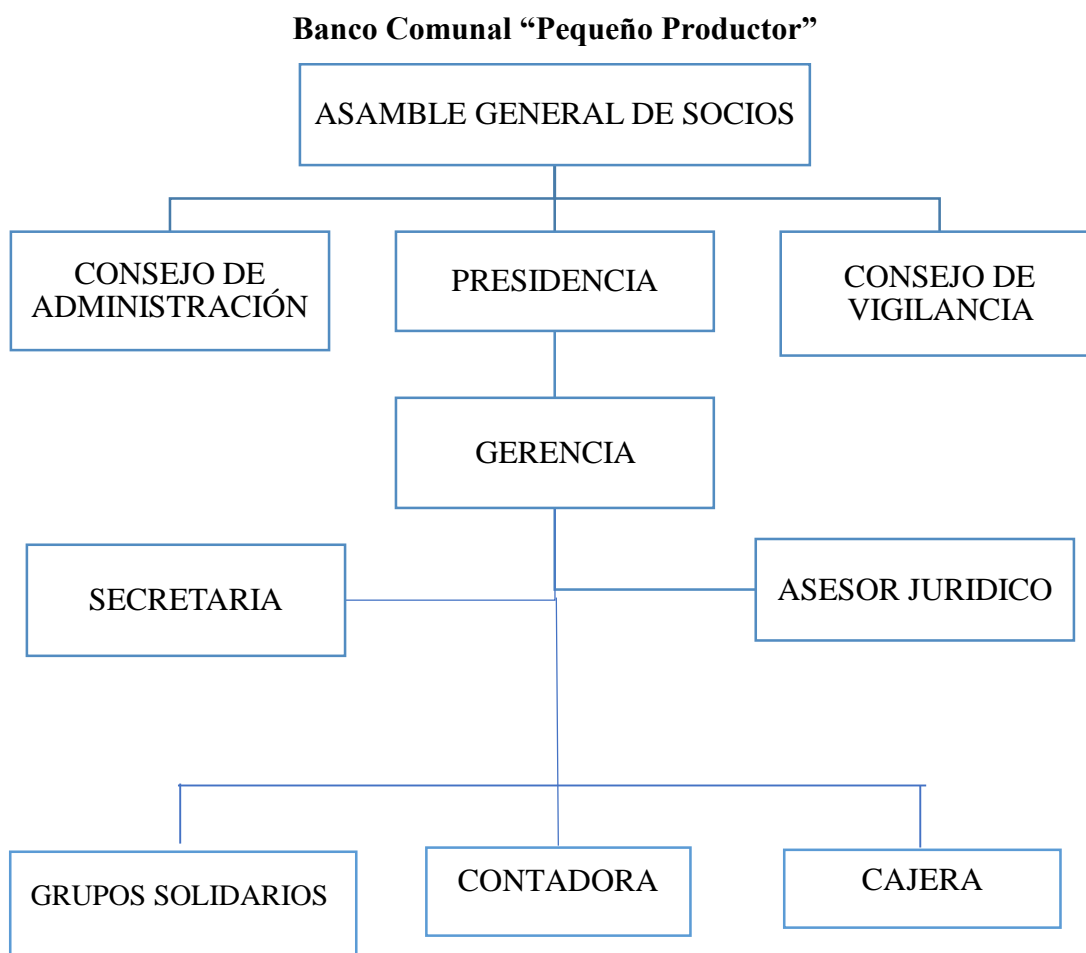 Banco Comunal “Pequeño Productor”
ASAMBLE GENERAL DE SOCIOS
CONSEJO DE
ADMINISTRACIÓN
PRESIDENCIA
CONSEJO DE
VIGILANCIA
GERENCIA
SECRETARIA
ASESOR JURIDICO
GRUPOS SOLIDARIOS
CONTADORA
CAJERA